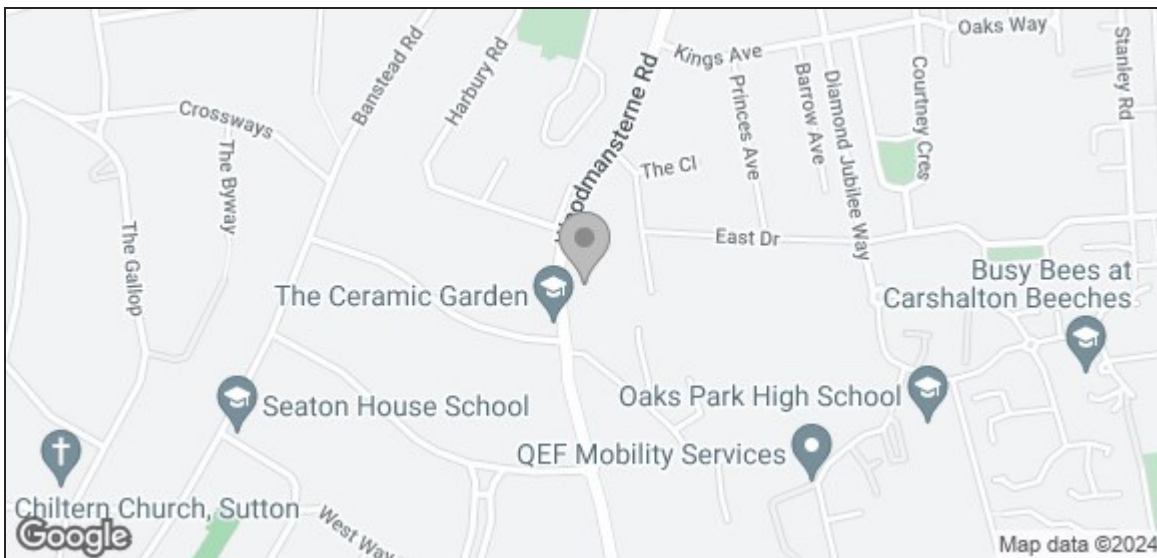 Oaks Way
Stanley Rd
Kings Ave
Banstead Rd
Harbury Rd
Woodmansterne Rd
Princes Ave
Barrow Ave
Diamond Jubilee Way
Courtney Cres
Crossways
The Byway
The Cl
The Gallop
East Dr
Busy Bees at
Carshalton Beeches
The Ceramic Garden
Oaks Park High School
Seaton House School
QEF Mobility Services
Chiltern Church, Sutton
West Way
Google
Map data ©2024